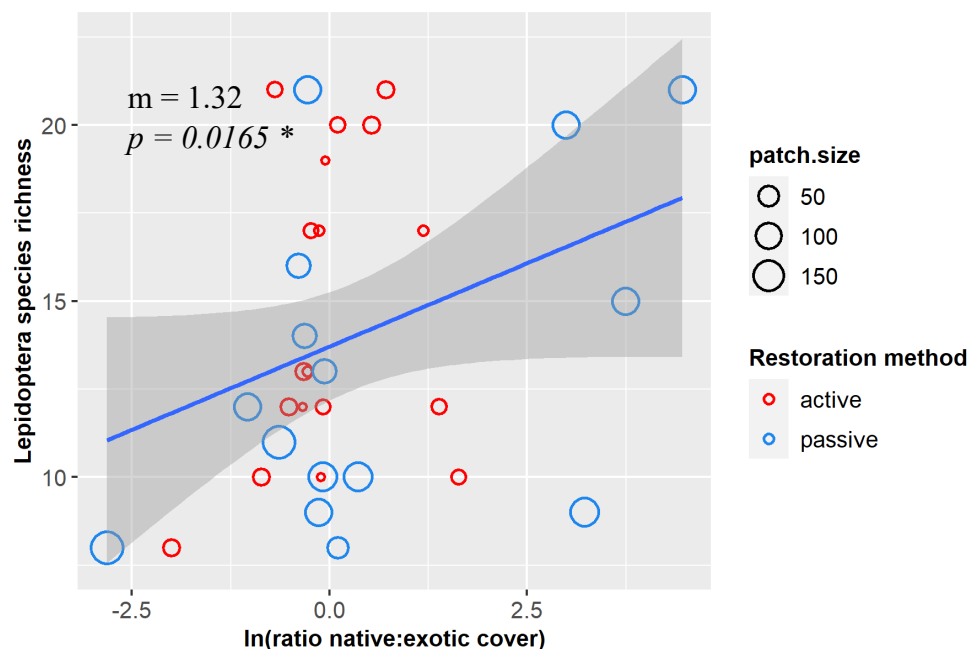 m = 1.32
p = 0.0165 *
20
15
10
-2.5
0.0
2.5
Lepidoptera species richness
ln(ratio native:exotic cover)
patch.size
50
100
150
Restoration method
active
passive